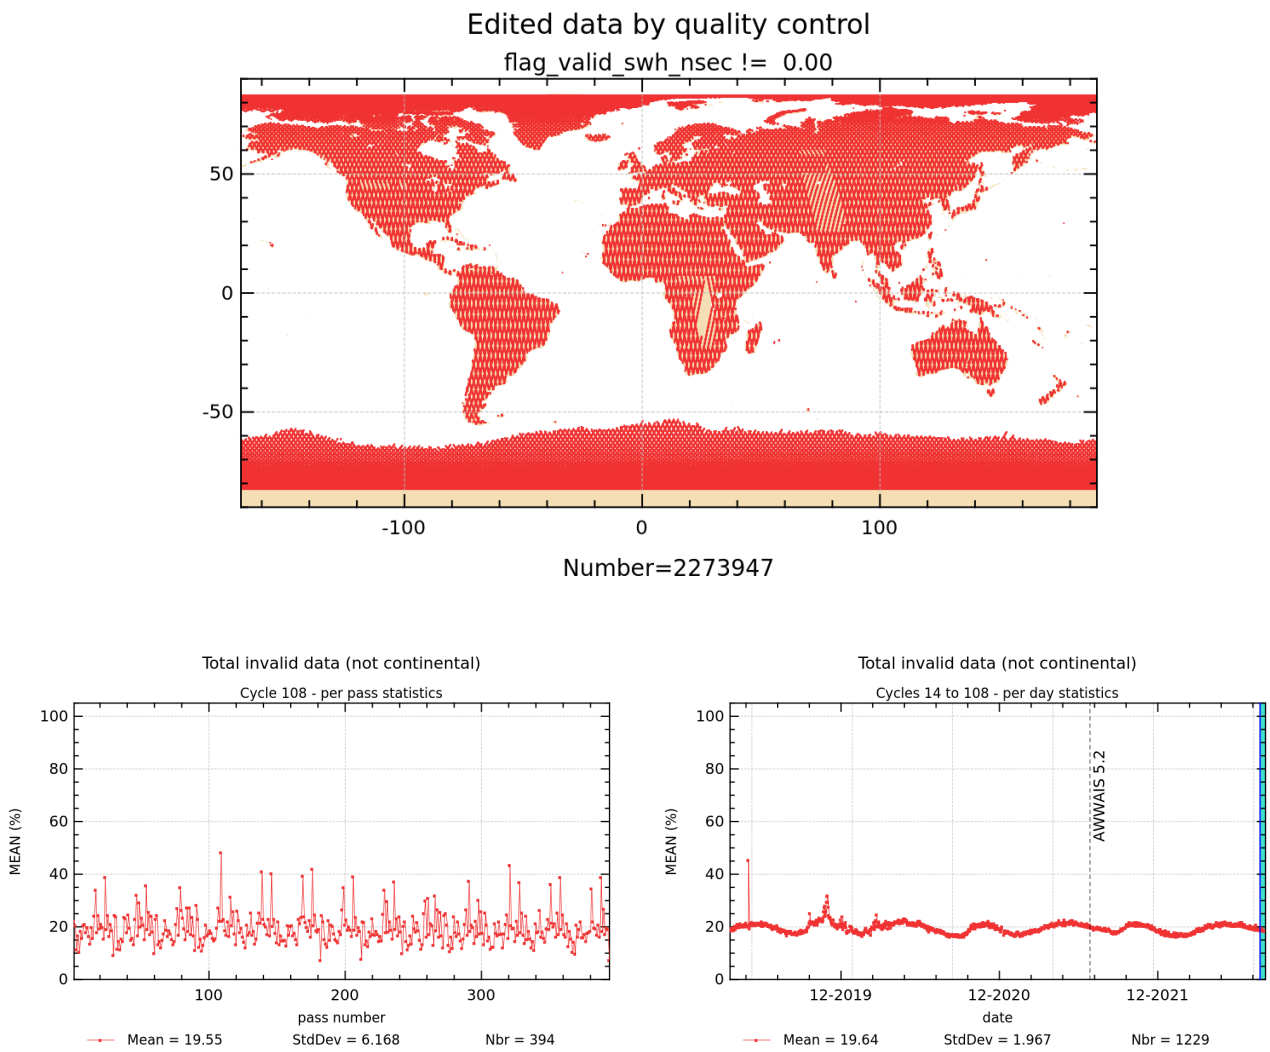 Edited data by quality control
flag_valid_swh_nsec != 0.00
50
0
-50
-100 0 100
Number=2273947
Total invalid data (not continental)
Cycle 108 - per pass statistics
MEAN (%)
100
80
60
40
20
0
100 200 300
pass number
Mean = 19.55 StdDev = 6.168 Nbr = 394
Total invalid data (not continental)
Cycles 14 to 108 - per day statistics
MEAN (%)
100
80
60
40
20
0
AWWAIS 5.2
12-2019 12-2020 12-2021
date
Mean = 19.64 StdDev = 1.967 Nbr = 1229